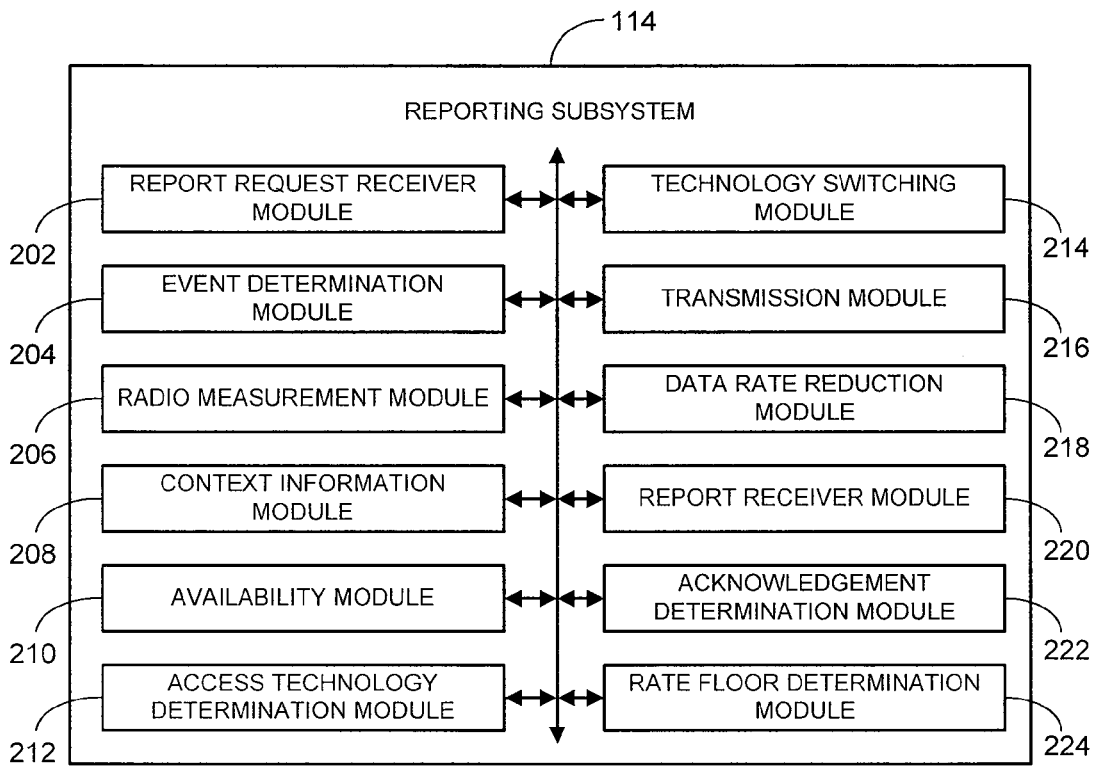 114
REPORTING SUBSYSTEM
REPORT REQUEST RECEIVER
MODULE
202
TECHNOLOGY SWITCHING
MODULE
214
EVENT DETERMINATION
MODULE
204
TRANSMISSION MODULE
216
RADIO MEASUREMENT MODULE
206
DATA RATE REDUCTION
MODULE
218
CONTEXT INFORMATION
MODULE
208
REPORT RECEIVER MODULE
220
AVAILABILITY MODULE
210
ACKNOWLEDGEMENT
DETERMINATION MODULE
222
ACCESS TECHNOLOGY
DETERMINATION MODULE
212
RATE FLOOR DETERMINATION
MODULE
224